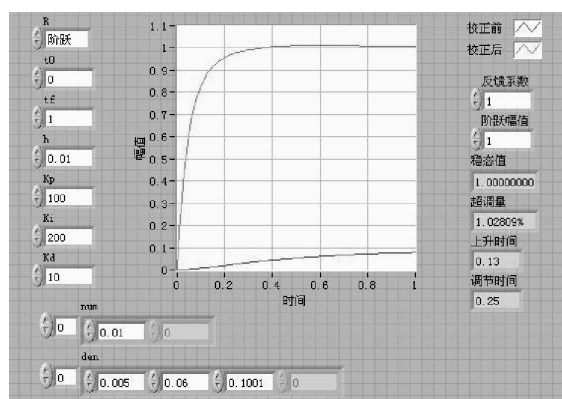 R
阶跃
t0
0
tf
1
h
0.01
Kp
100
Ki
200
Kd
10
1.1
1
0.9
0.8
0.7
0.6
0.5
0.4
0.3
0.2
0.1
0
幅值
0 0.2 0.4 0.6 0.8 1
时间
校正前
校正后
反馈系数
1
阶跃幅值
1
稳态值
1.00000000
超调量
1.02809%
上升时间
0.13
调节时间
0.25
num
0 0.01 0
den
0 0.005 0.06 0.1001 0